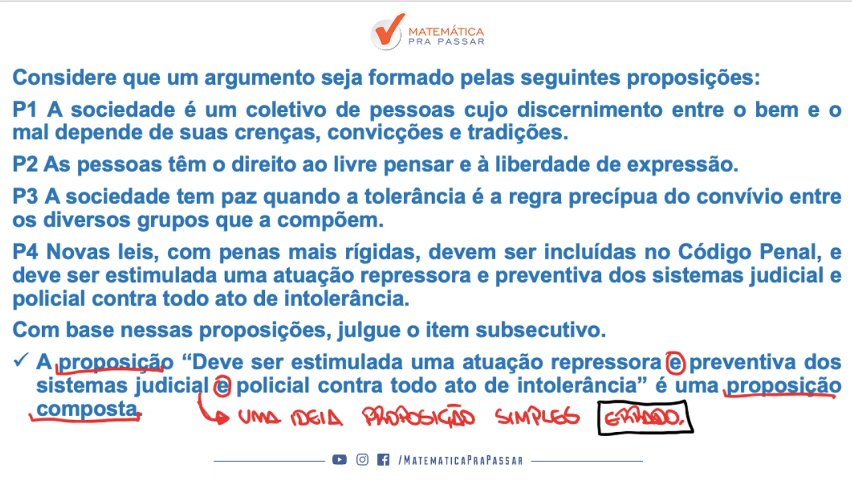 MATEMÁTICA
PRA PASSAR
Considere que um argumento seja formado pelas seguintes proposições:
P1 A sociedade é um coletivo de pessoas cujo discernimento entre o bem e o
mal depende de suas crenças, convicções e tradições.
P2 As pessoas têm o direito ao livre pensar e à liberdade de expressão.
P3 A sociedade tem paz quando a tolerância é a regra precípua do convívio entre
os diversos grupos que a compõem.
P4 Novas leis, com penas mais rígidas, devem ser incluídas no Código Penal, e
deve ser estimulada uma atuação repressora e preventiva dos sistemas judicial e
policial contra todo ato de intolerância.
Com base nessas proposições, julgue o item subsecutivo.
✓ A proposição “Deve ser estimulada uma atuação repressora e preventiva dos
sistemas judicial e policial contra todo ato de intolerância” é uma proposição
composta.
UMA IDEIA PROPOSIÇÃO SIMPLES ERRADO.
/MATEMATICAPRAPASSAR